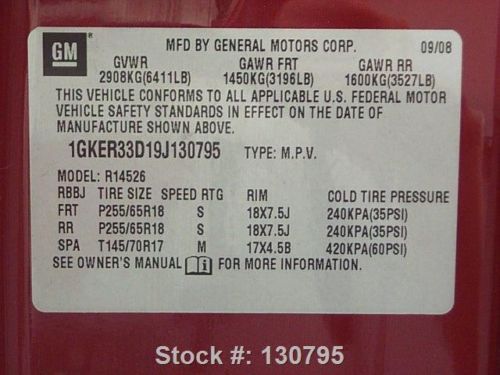 GM
MFD BY GENERAL MOTORS CORP. 09/08
GVWR GAWR FRT GAWR RR
2908KG(6411LB) 1450KG(3196LB) 1600KG(3527LB)
THIS VEHICLE CONFORMS TO ALL APPLICABLE U.S. FEDERAL MOTOR
VEHICLE SAFETY STANDARDS IN EFFECT ON THE DATE OF
MANUFACTURE SHOWN ABOVE.
1GKER33D19J130795 TYPE: M.P.V.
MODEL: R14526
RBBJ TIRE SIZE SPEED RTG RIM COLD TIRE PRESSURE
FRT P255/65R18 S 18X7.5J 240KPA(35PSI)
RR P255/65R18 S 18X7.5J 240KPA(35PSI)
SPA T145/70R17 M 17X4.5B 420KPA(60PSI)
SEE OWNER'S MANUAL FOR MORE INFORMATION.
Stock #: 130795